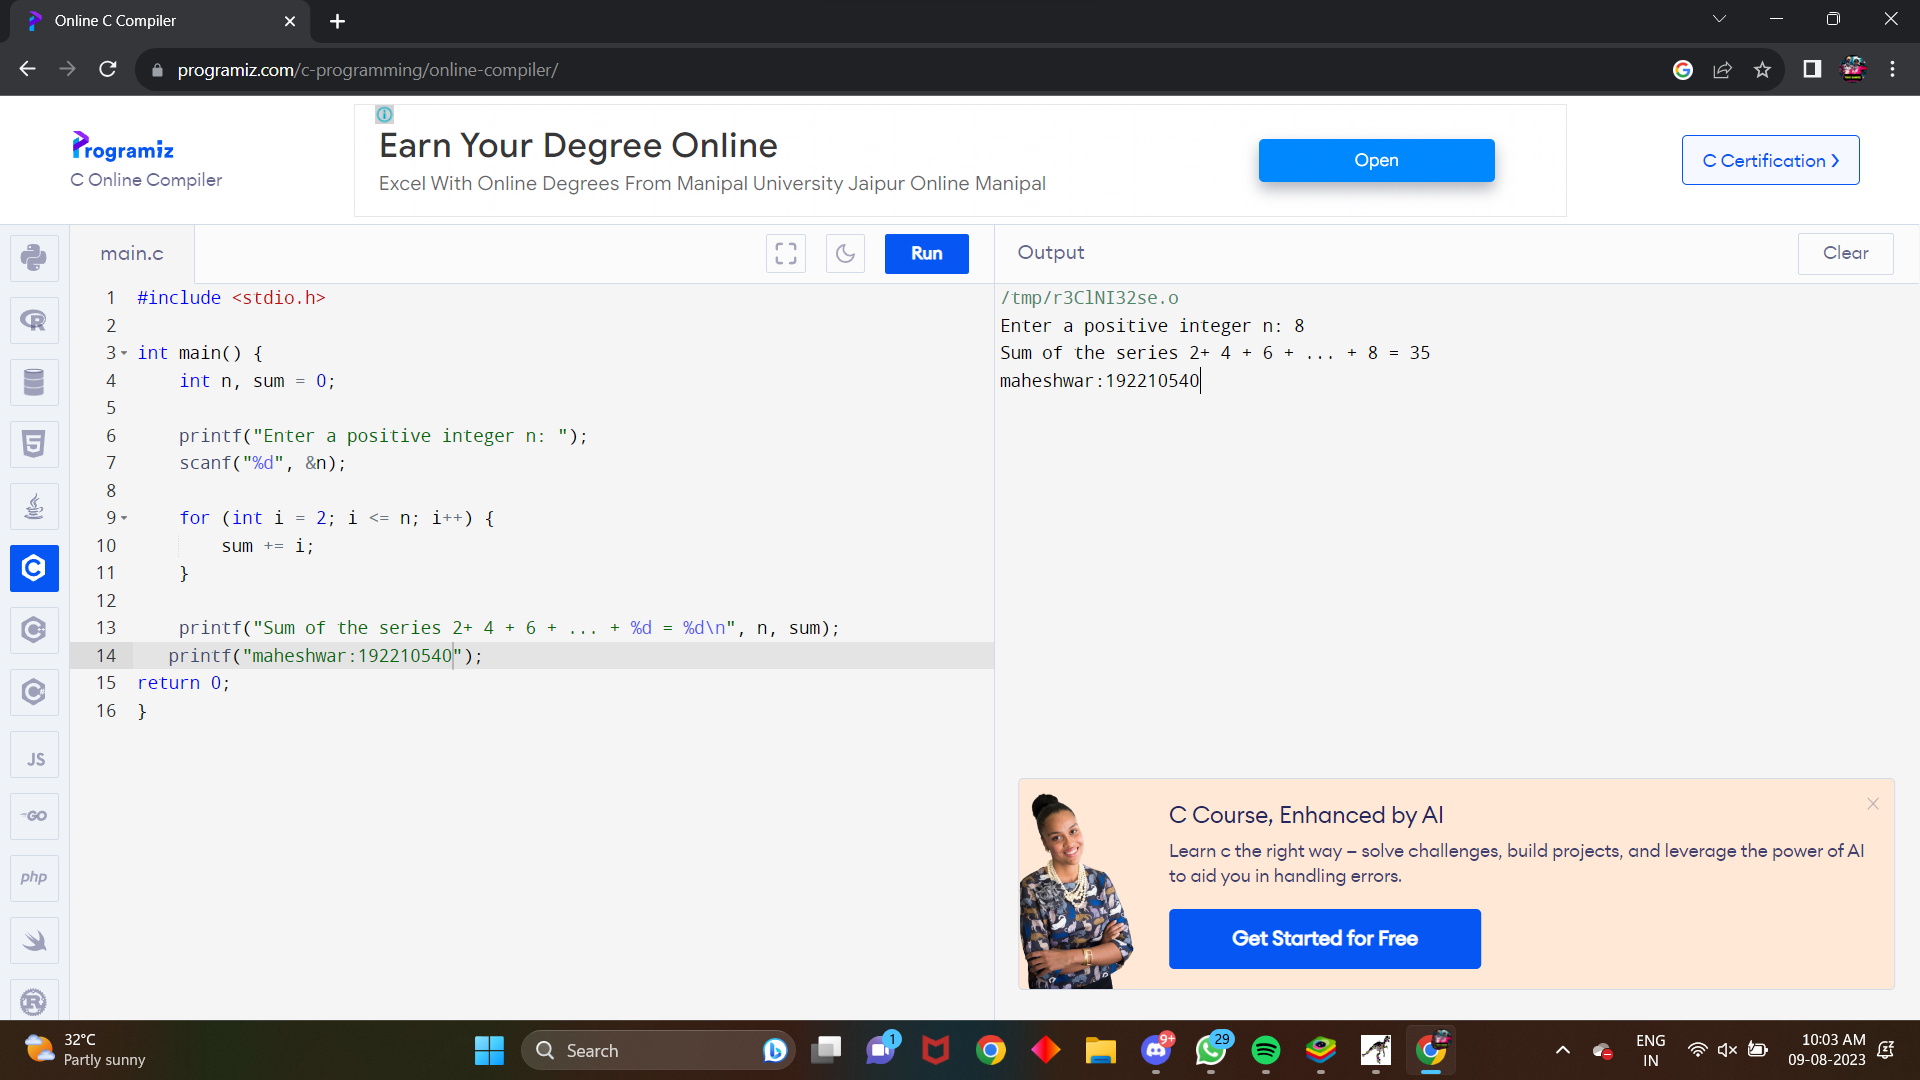 Online C Compiler
programiz.com/c-programming/online-compiler/
Programiz
C Online Compiler
Earn Your Degree Online
Excel With Online Degrees From Manipal University Jaipur Online Manipal
Open
C Certification
main.c
Run
Output
Clear
1 #include <stdio.h>
2
3 int main() {
4     int n, sum = 0;
5
6     printf("Enter a positive integer n: ");
7     scanf("%d", &n);
8
9     for (int i = 2; i <= n; i++) {
10         sum += i;
11     }
12
13     printf("Sum of the series 2+ 4 + 6 + ... + %d = %d\n", n, sum);
14    printf("maheshwar:192210540");
15 return 0;
16 }
/tmp/r3ClNI32se.o
Enter a positive integer n: 8
Sum of the series 2+ 4 + 6 + ... + 8 = 35
maheshwar:192210540
R
5
C
C
C
JS
GO
php
R
C Course, Enhanced by AI
Learn c the right way – solve challenges, build projects, and leverage the power of AI
to aid you in handling errors.
Get Started for Free
32°C
Partly sunny
Search
1
9+
29
ENG
IN
10:03 AM
09-08-2023